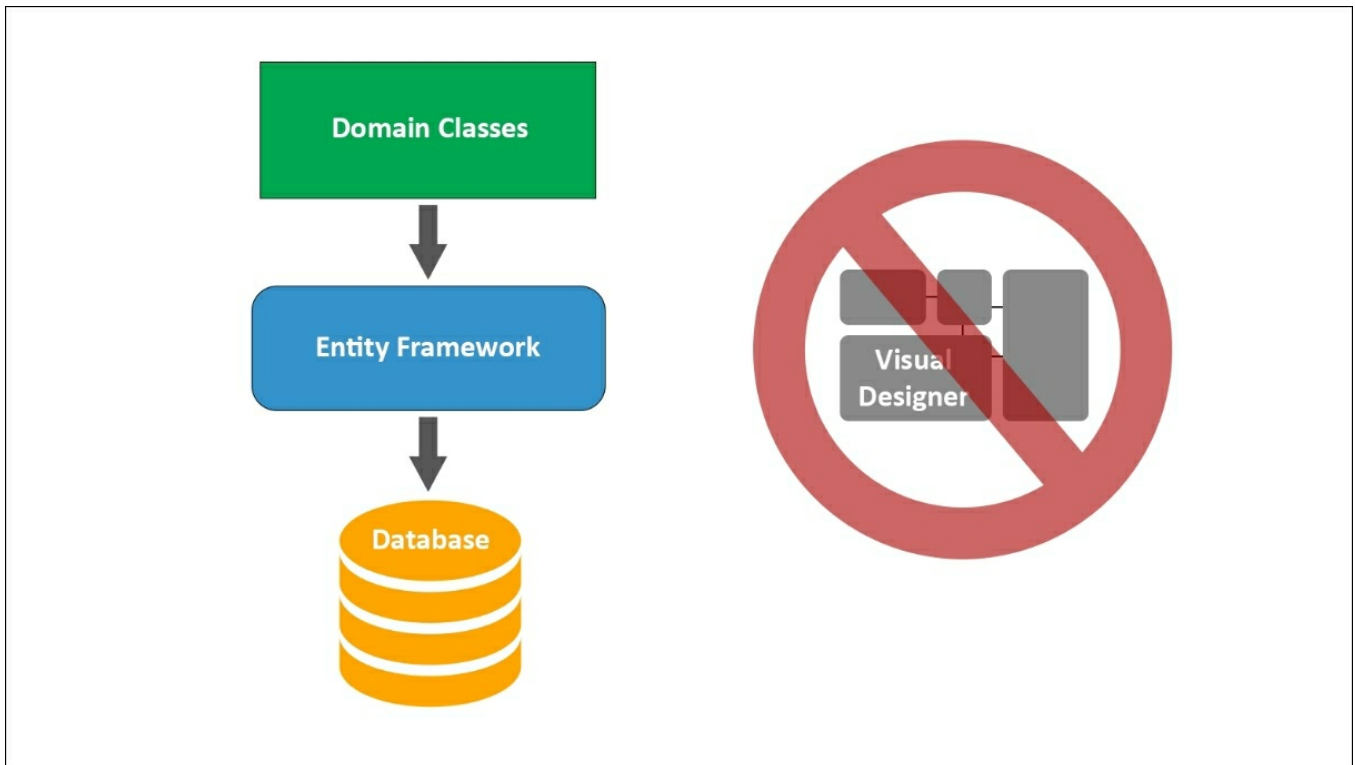 Domain Classes
Entity Framework
Database
Visual
Designer